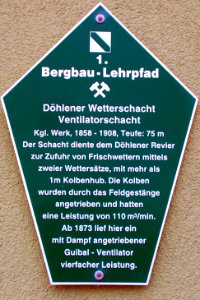 1.
Bergbau - Lehrpfad
Döhlener Wetterschacht
Ventilatorschacht
Kgl. Werk, 1858 - 1908, Teufe: 75 m
Der Schacht diente dem Döhlener Revier
zur Zufuhr von Frischwettern mittels
zweier Wettersätze, mit mehr als
1m Kolbenhub. Die Kolben
wurden durch das Feldgestänge
angetrieben und hatten
eine Leistung von 110 m³/min.
Ab 1873 lief hier ein
mit Dampf angetriebener
Guibal - Ventilator
vierfacher Leistung.